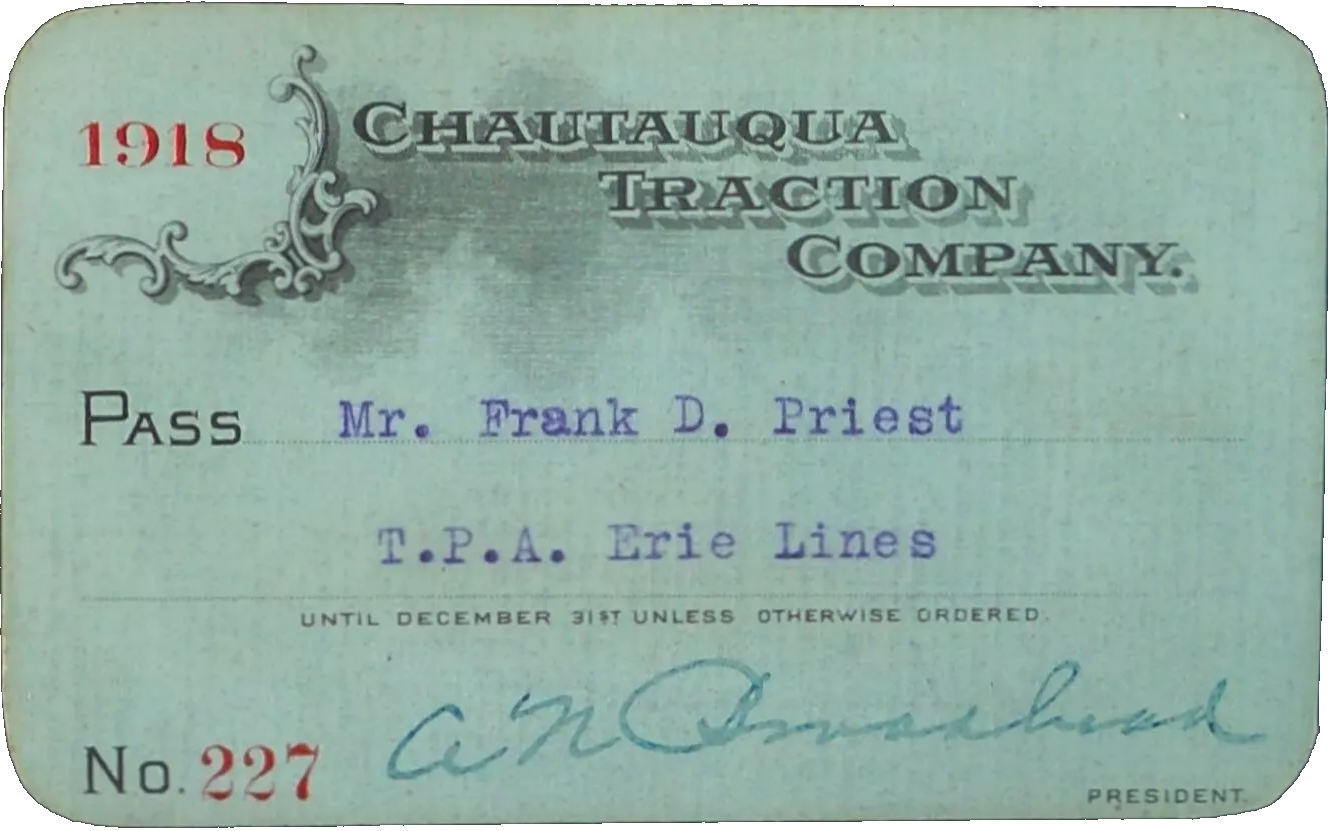 1918
CHAUTAUQUA
TRACTION
COMPANY.
PASS Mr. Frank D. Priest
T.P.A. Erie Lines
UNTIL DECEMBER 31ST UNLESS OTHERWISE ORDERED.
A N Broadhead
No. 227
PRESIDENT.